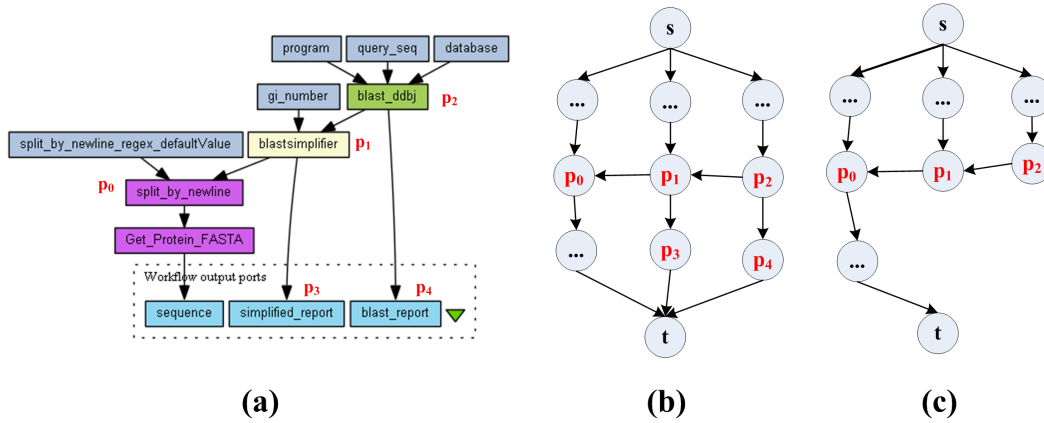 program query_seq database
gi_number blast_ddbj p2
split_by_newline_regex_defaultValue blastsimplifier p1
p0 split_by_newline
Get_Protein_FASTA
Workflow output ports
p3 p4
sequence simplified_report blast_report
(a)
s
... ... ...
p0 p1 p2
... p3 p4
t
(b)
s
... ... ...
p0 p1 p2
...
t
(c)